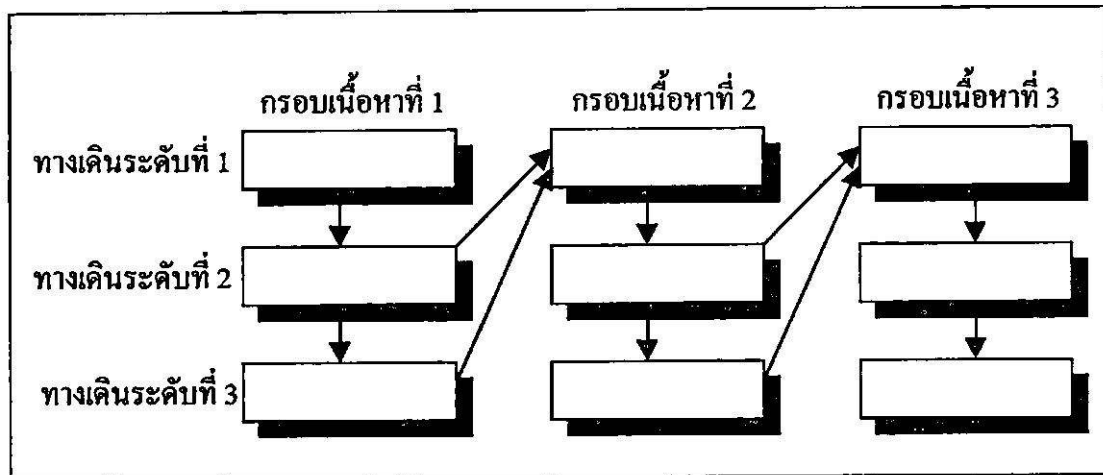 กรอบเนื้อหาที่ 1
กรอบเนื้อหาที่ 2
กรอบเนื้อหาที่ 3
ทางเดินระดับที่ 1
ทางเดินระดับที่ 2
ทางเดินระดับที่ 3